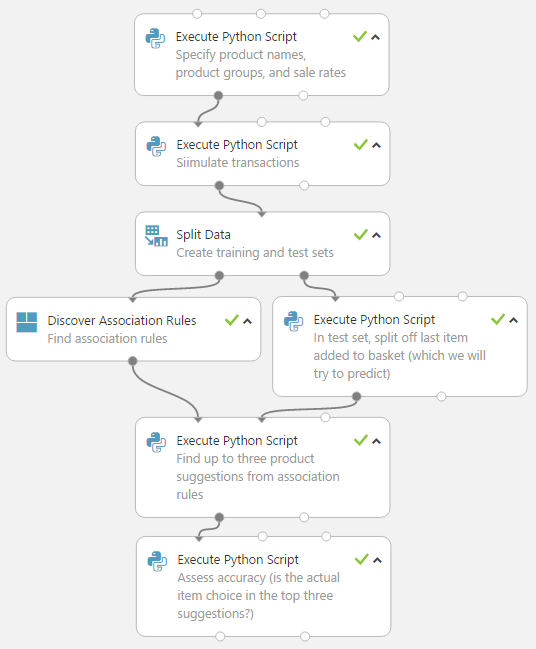 Execute Python Script
Specify product names,
product groups, and sale rates
Execute Python Script
Siimulate transactions
Split Data
Create training and test sets
Discover Association Rules
Find association rules
Execute Python Script
In test set, split off last item
added to basket (which we will
try to predict)
Execute Python Script
Find up to three product
suggestions from association
rules
Execute Python Script
Assess accuracy (is the actual
item choice in the top three
suggestions?)